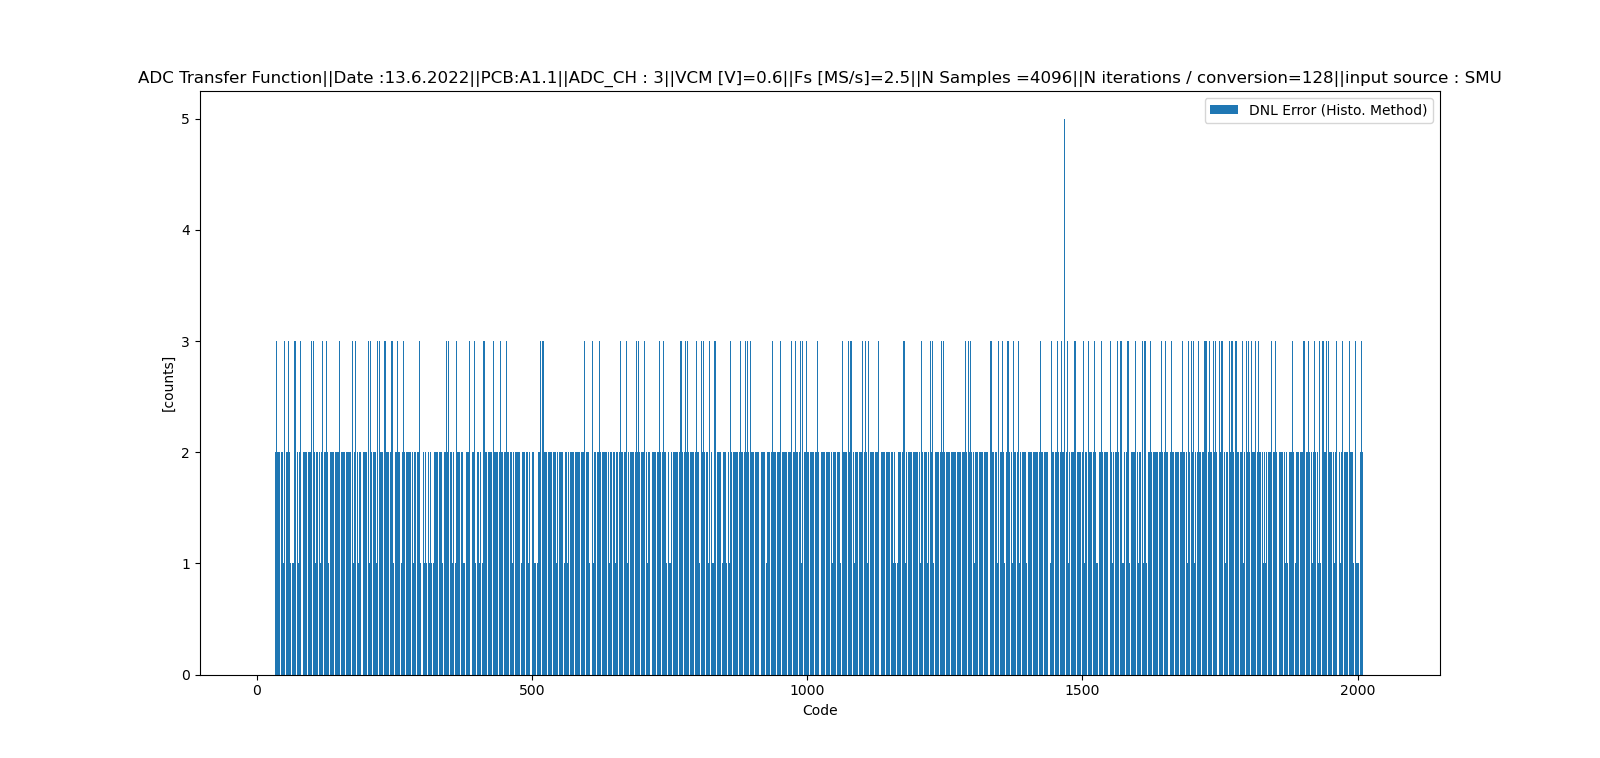 ADC Transfer Function||Date :13.6.2022||PCB:A1.1||ADC_CH : 3||VCM [V]=0.6||Fs [MS/s]=2.5||N Samples =4096||N iterations / conversion=128||input source : SMU
DNL Error (Histo. Method)
5
4
3
2
1
0
[counts]
0 500 1000 1500 2000
Code